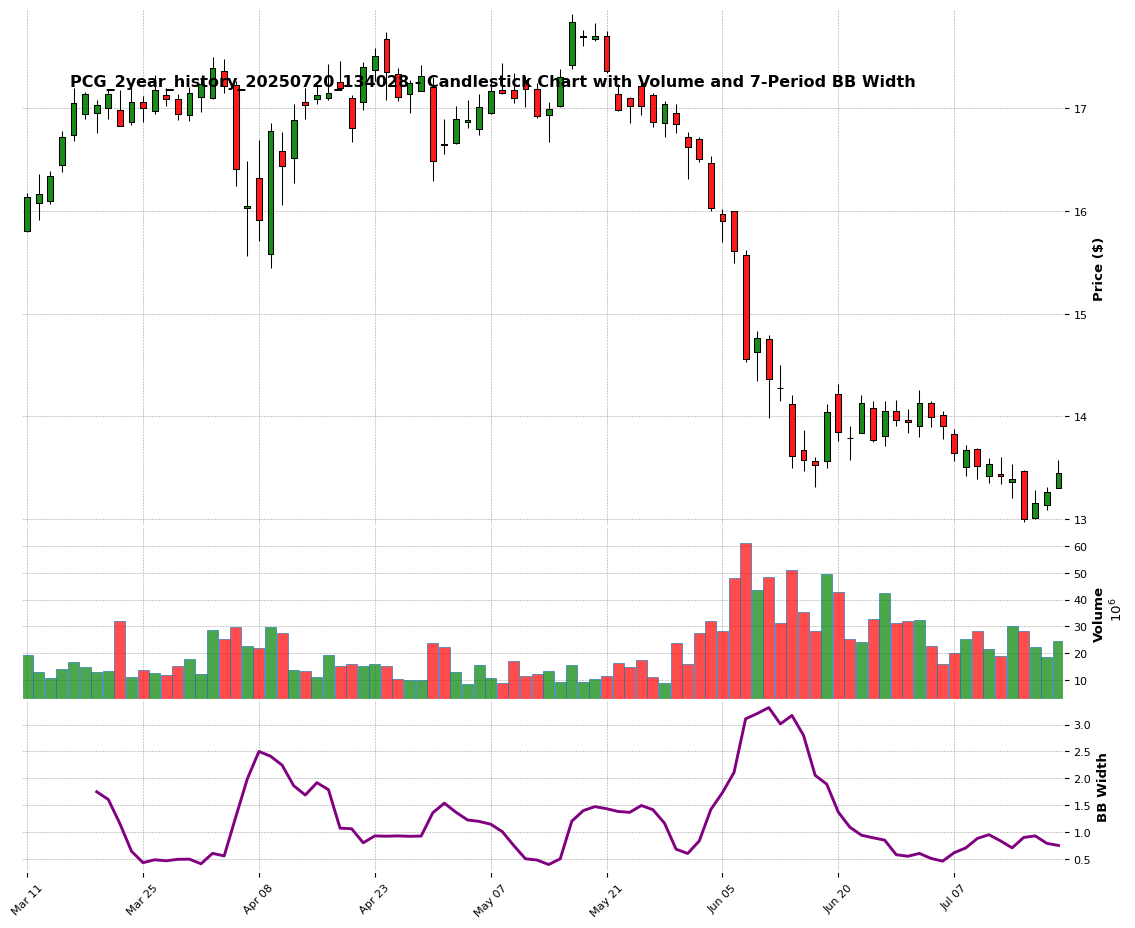 PCG_2year_history_20250720_134028 - Candlestick Chart with Volume and 7-Period BB Width
17
16
15
14
13
Price ($)
60
50
40
30
20
10
Volume
10^6
3.0
2.5
2.0
1.5
1.0
0.5
BB Width
Mar 11
Mar 25
Apr 08
Apr 23
May 07
May 21
Jun 05
Jun 20
Jul 07